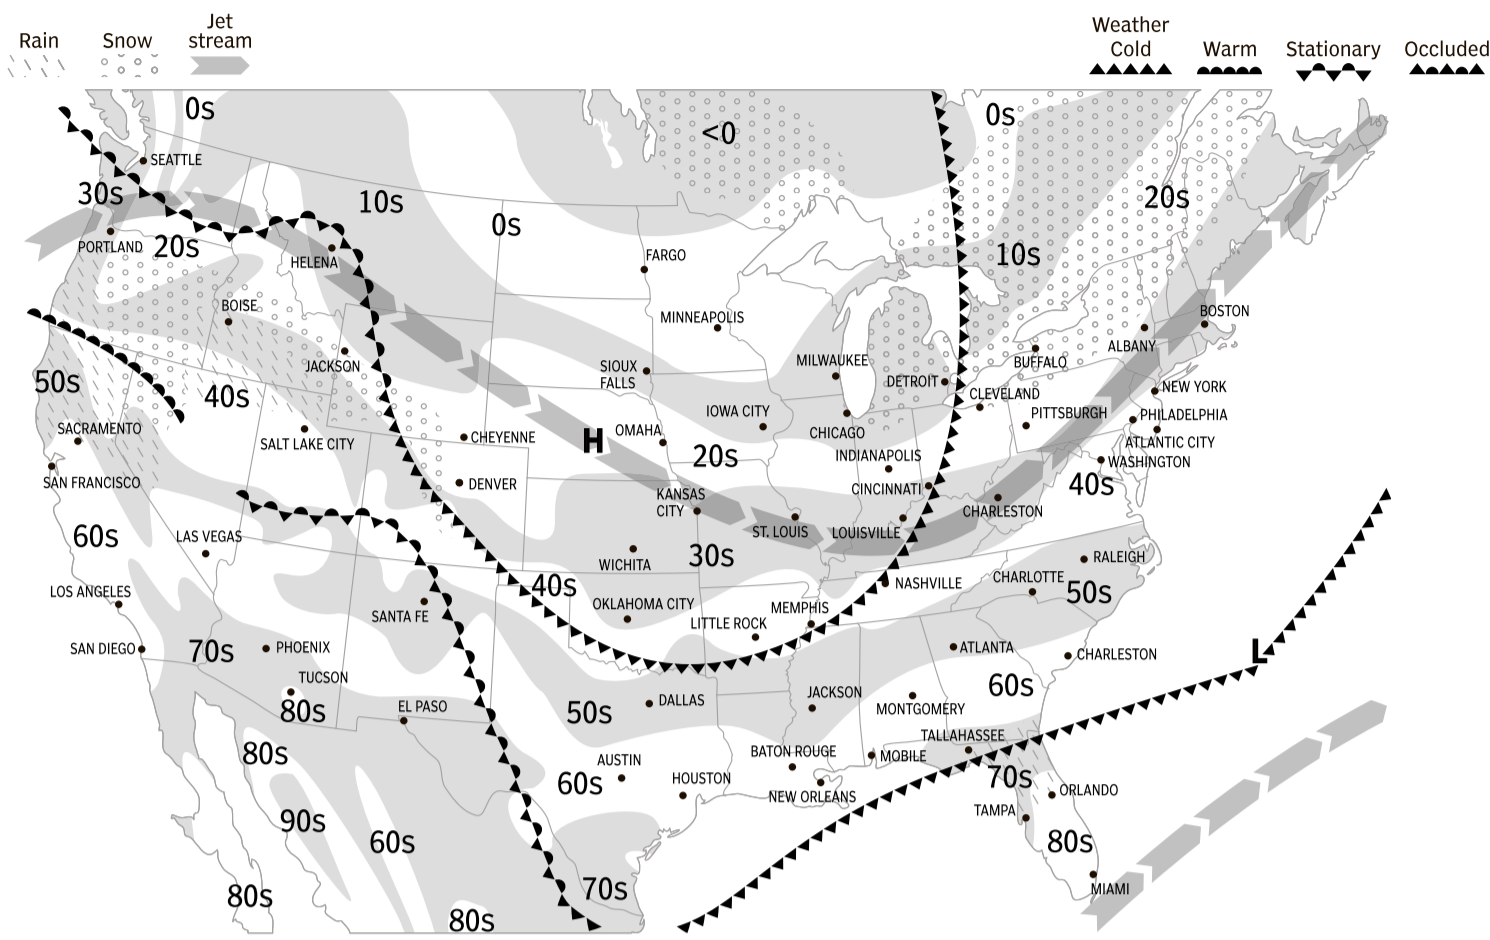 Rain
Snow
Jet
stream
Weather
Cold
Warm
Stationary
Occluded
0s
<0
0s
SEATTLE
30s
10s
20s
0s
PORTLAND
20s
HELENA
FARGO
10s
BOISE
MINNEAPOLIS
BOSTON
ALBANY
BUFFALO
JACKSON
SIOUX
FALLS
MILWAUKEE
DETROIT
50s
40s
CLEVELAND
NEW YORK
IOWA CITY
PITTSBURGH
PHILADELPHIA
SACRAMENTO
SALT LAKE CITY
CHEYENNE
H
OMAHA
CHICAGO
ATLANTIC CITY
20s
INDIANAPOLIS
WASHINGTON
SAN FRANCISCO
DENVER
KANSAS
CITY
CINCINNATI
40s
CHARLESTON
60s
LAS VEGAS
ST. LOUIS
LOUISVILLE
30s
WICHITA
RALEIGH
LOS ANGELES
40s
NASHVILLE
CHARLOTTE
50s
SANTA FE
OKLAHOMA CITY
MEMPHIS
LITTLE ROCK
SAN DIEGO
70s
PHOENIX
ATLANTA
CHARLESTON
L
TUCSON
80s
EL PASO
50s
DALLAS
JACKSON
60s
MONTGOMERY
TALLAHASSEE
80s
AUSTIN
60s
HOUSTON
BATON ROUGE
MOBILE
NEW ORLEANS
70s
ORLANDO
TAMPA
90s
60s
80s
80s
70s
80s
MIAMI